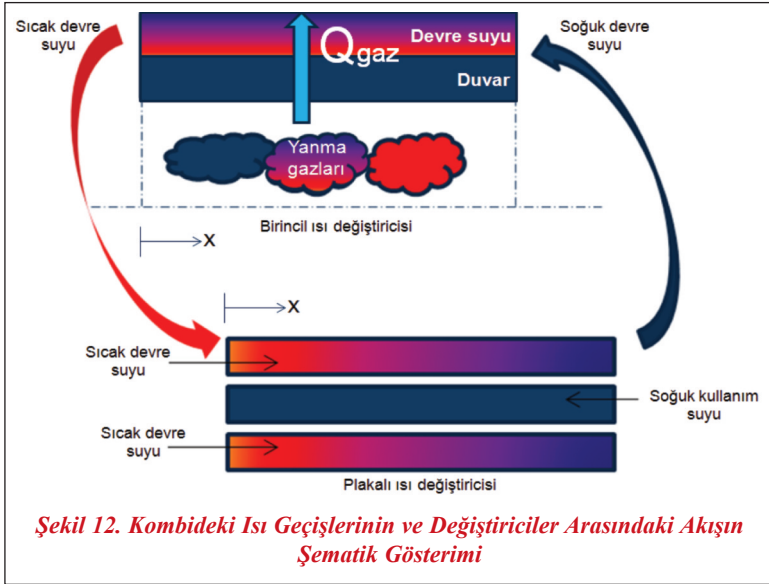 Sıcak devre
suyu
Qgaz
Devre suyu
Duvar
Soğuk devre
suyu
Yanma
gazları
Birincil ısı değiştiricisi
x
x
Sıcak devre
suyu
Soğuk kullanım
suyu
Sıcak devre
suyu
Plakalı ısı değiştiricisi
Şekil 12. Kombideki Isı Geçişlerinin ve Değiştiriciler Arasındaki Akışın
Şematik Gösterimi